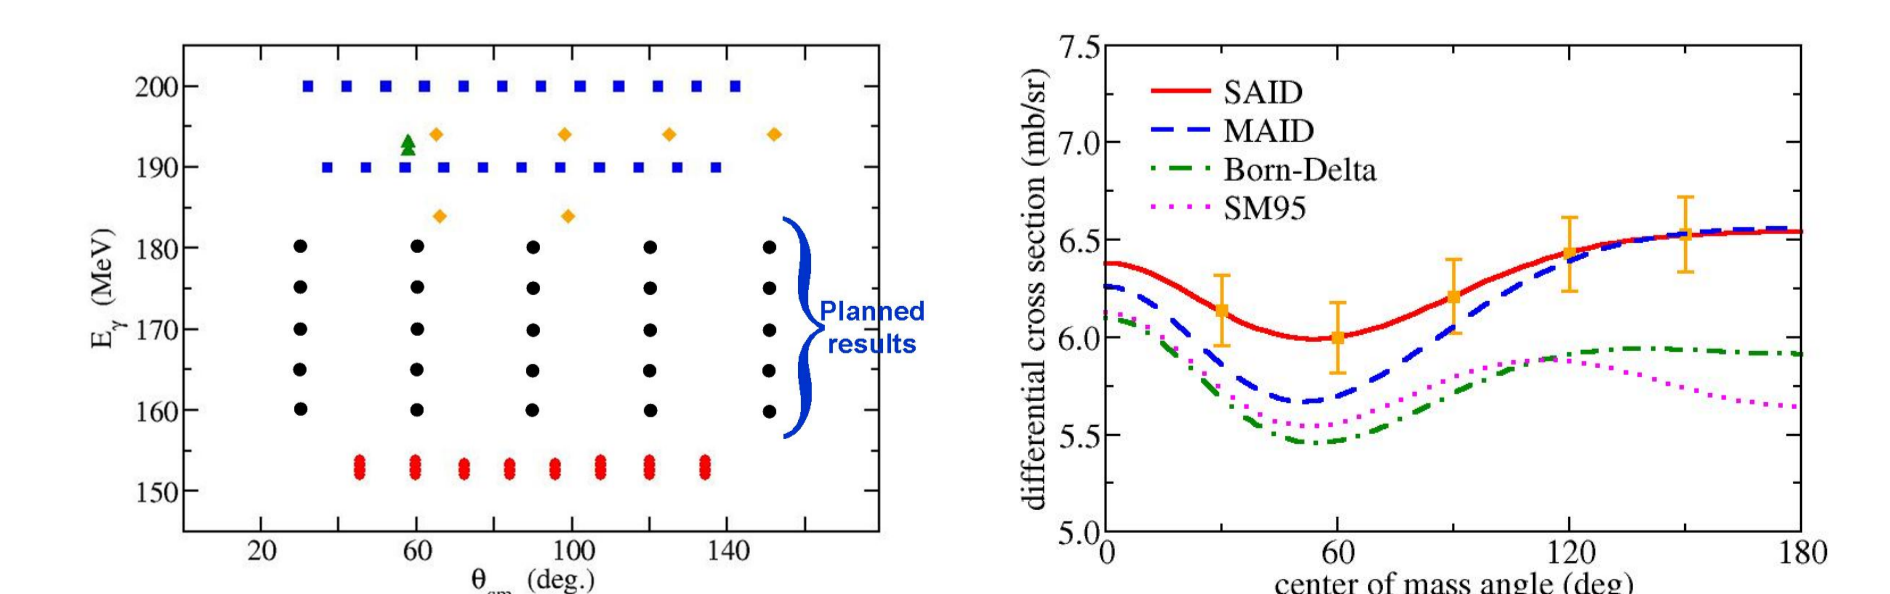 200
190
180
170
160
150
E_γ (MeV)
20 60 100 140
θ_cm (deg.)
Planned
results
7.5
7.0
6.5
6.0
5.5
5.0
differential cross section (mb/sr)
SAID
MAID
Born-Delta
SM95
0 60 120 180
center of mass angle (deg)